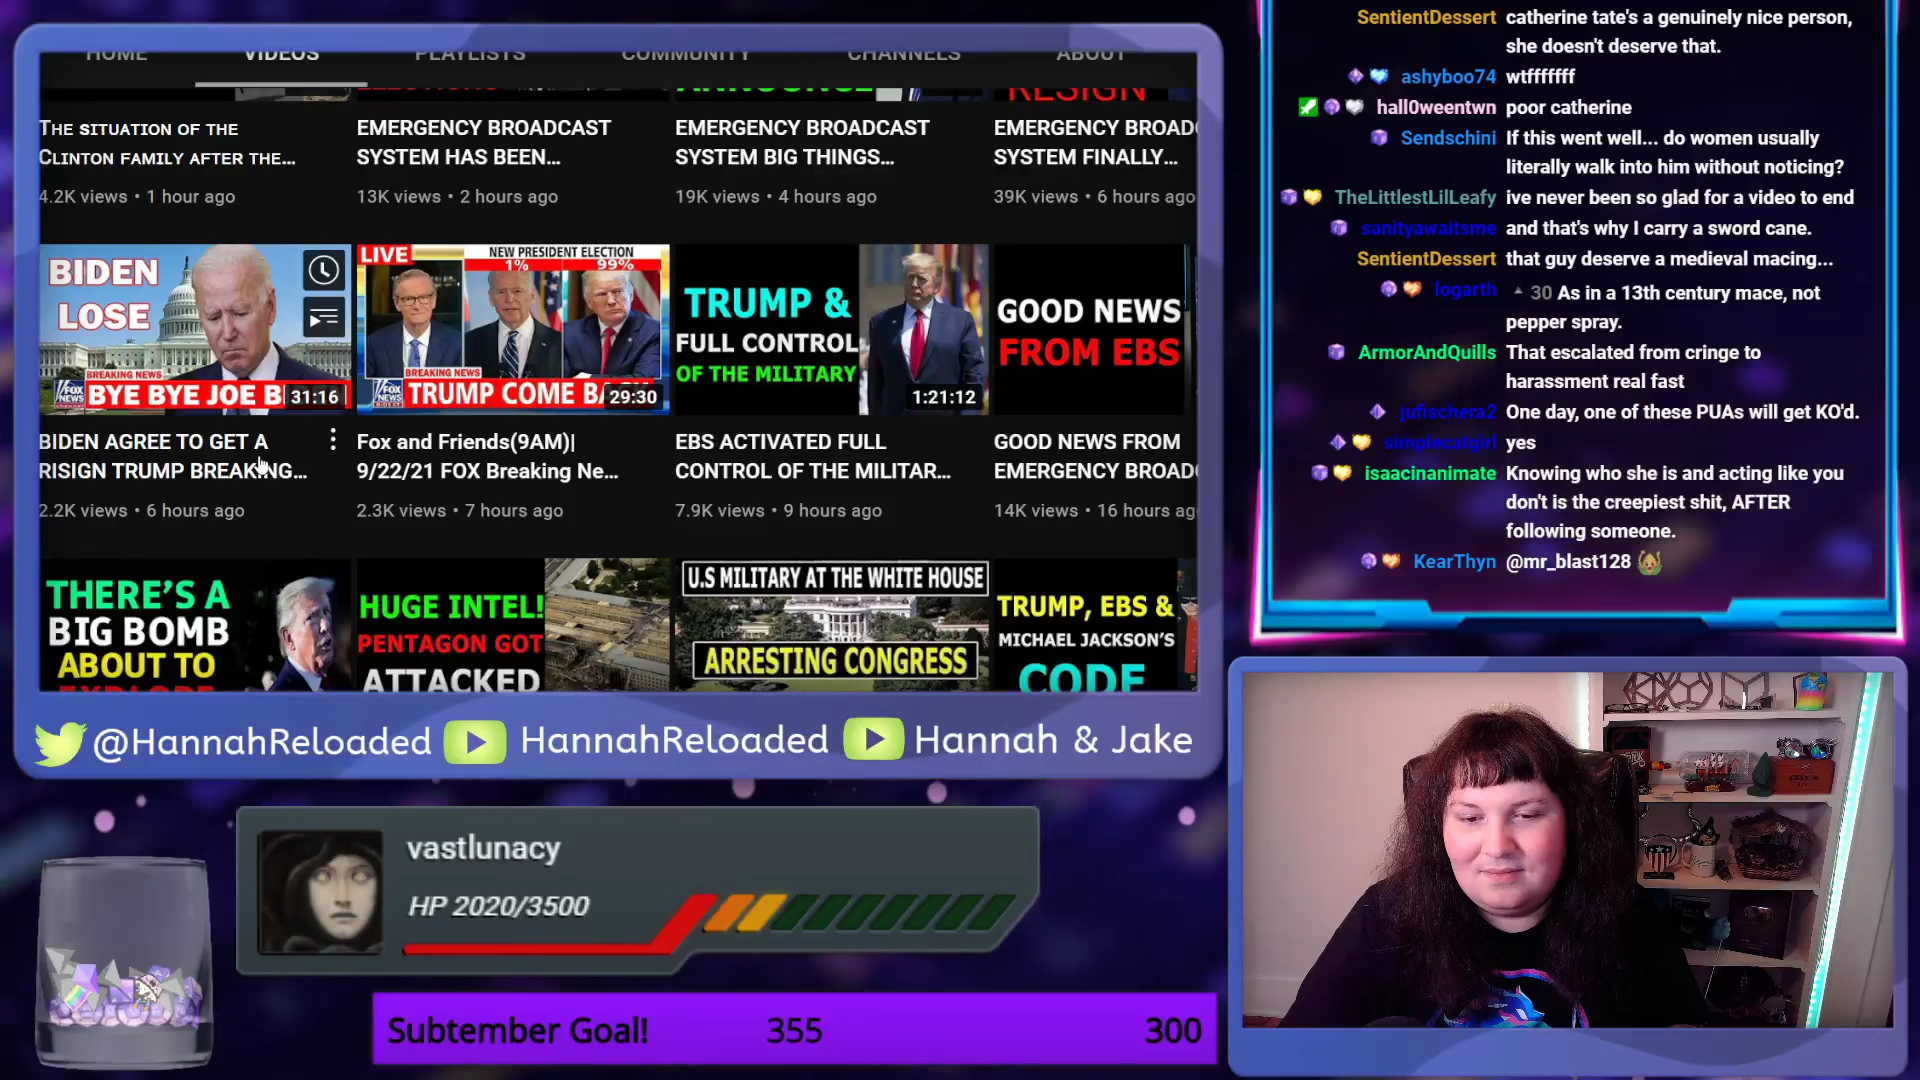 HOME VIDEOS PLAYLISTS COMMUNITY CHANNELS ABOUT
RESIGN
THE SITUATION OF THE
CLINTON FAMILY AFTER THE...
4.2K views • 1 hour ago
EMERGENCY BROADCAST
SYSTEM HAS BEEN...
13K views • 2 hours ago
EMERGENCY BROADCAST
SYSTEM BIG THINGS...
19K views • 4 hours ago
EMERGENCY BROADC
SYSTEM FINALLY...
39K views • 6 hours ago
BIDEN
LOSE
BREAKING NEWS
FOX NEWS
BYE BYE JOE B
31:16
BIDEN AGREE TO GET A
RISIGN TRUMP BREAKING...
2.2K views • 6 hours ago
LIVE
NEW PRESIDENT ELECTION
1% 99%
BREAKING NEWS
FOX NEWS
TRUMP COME BA
29:30
Fox and Friends(9AM)|
9/22/21 FOX Breaking Ne...
2.3K views • 7 hours ago
TRUMP &
FULL CONTROL
OF THE MILITARY
1:21:12
EBS ACTIVATED FULL
CONTROL OF THE MILITAR...
7.9K views • 9 hours ago
GOOD NEWS
FROM EBS
GOOD NEWS FROM
EMERGENCY BROADC
14K views • 16 hours ag
THERE'S A
BIG BOMB
ABOUT TO
EXPLODE
HUGE INTEL!
PENTAGON GOT
ATTACKED
U.S MILITARY AT THE WHITE HOUSE
ARRESTING CONGRESS
TRUMP, EBS &
MICHAEL JACKSON'S
CODE
@HannahReloaded HannahReloaded Hannah & Jake
vastlunacy
HP 2020/3500
Subtember Goal! 355 300
SentientDessert catherine tate's a genuinely nice person,
she doesn't deserve that.
ashyboo74 wtfffffff
hall0weentwn poor catherine
Sendschini If this went well... do women usually
literally walk into him without noticing?
TheLittlestLilLeafy ive never been so glad for a video to end
sanityawaitsme and that's why I carry a sword cane.
SentientDessert that guy deserve a medieval macing...
logarth 30 As in a 13th century mace, not
pepper spray.
ArmorAndQuills That escalated from cringe to
harassment real fast
jufischera2 One day, one of these PUAs will get KO'd.
simplecatgirl yes
isaacinanimate Knowing who she is and acting like you
don't is the creepiest shit, AFTER
following someone.
KearThyn @mr_blast128